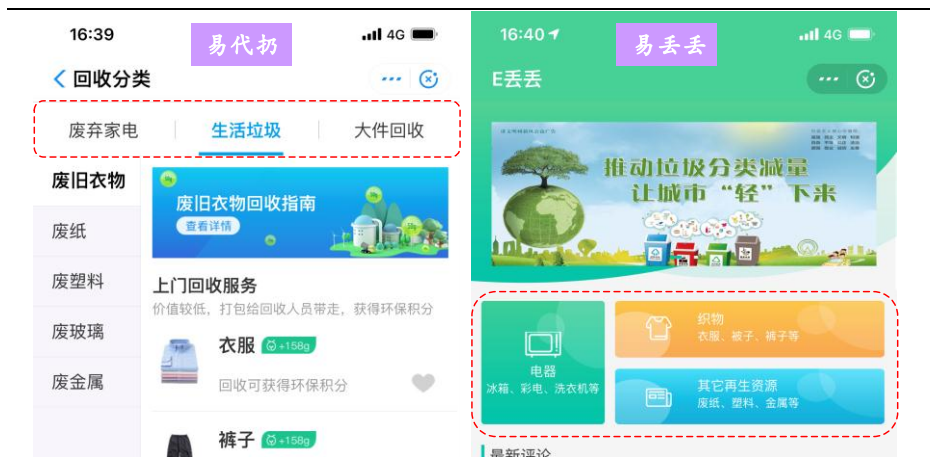 16:39
易代扔
4G
回收分类
废弃家电
生活垃圾
大件回收
废旧衣物
废纸
废塑料
废玻璃
废金属
废旧衣物回收指南
查看详情
上门回收服务
价值较低，打包给回收人员带走，获得环保积分
衣服 +158g
回收可获得环保积分
裤子 +158g
16:40
易丢丢
4G
E丢丢
推动垃圾分类减量
让城市“轻”下来
电器
冰箱、彩电、洗衣机等
织物
衣服、被子、裤子等
其它再生资源
废纸、塑料、金属等
最新评论